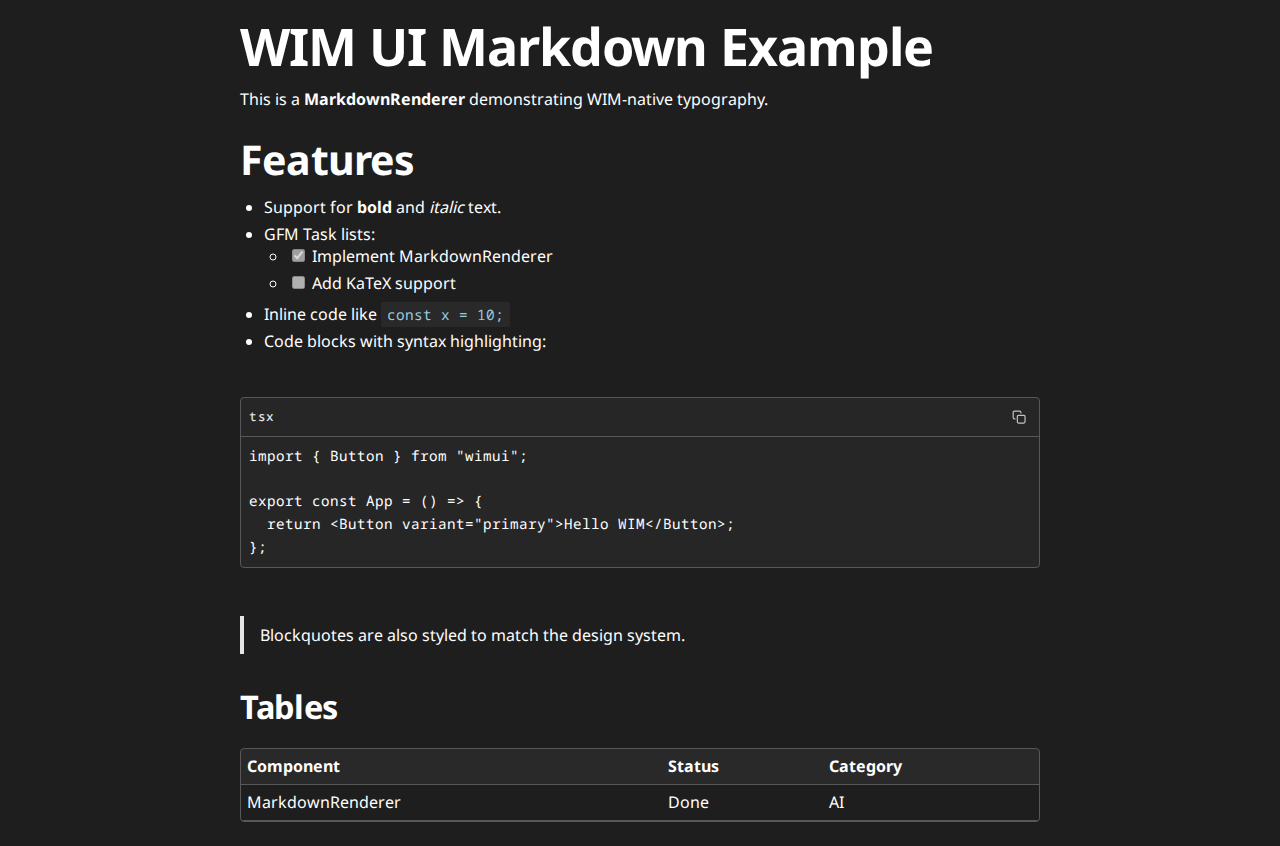 WIM UI Markdown Example
This is a MarkdownRenderer demonstrating WIM-native typography.
Features
Support for bold and italic text.
GFM Task lists:
Implement MarkdownRenderer
Add KaTeX support
Inline code like const x = 10;
Code blocks with syntax highlighting:
tsx
import { Button } from "wimui";
export const App = () => {
  return <Button variant="primary">Hello WIM</Button>;
};
Blockquotes are also styled to match the design system.
Tables
Component Status Category
MarkdownRenderer Done AI